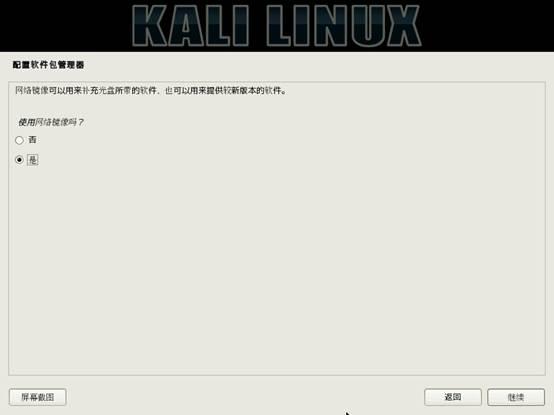 KALI LINUX
配置软件包管理器
网络镜像可以用来补充光盘所带的软件，也可以用来提供较新版本的软件。
使用网络镜像吗？
否
是
屏幕截图
返回
继续